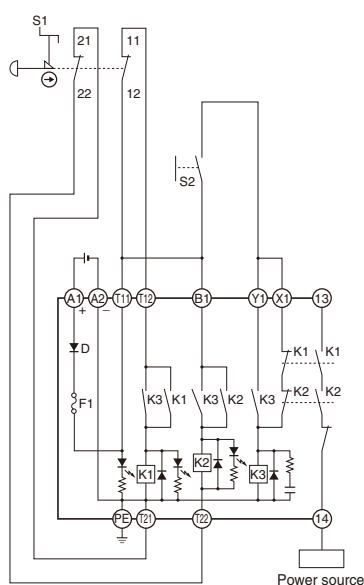 S1
21
11
22
12
S2
A1
A2
T11
T12
B1
Y1
X1
13
+
−
D
F1
K3
K1
K3
K2
K3
K1
K1
K2
K2
K1
K2
K3
PE
T21
T22
14
Power source